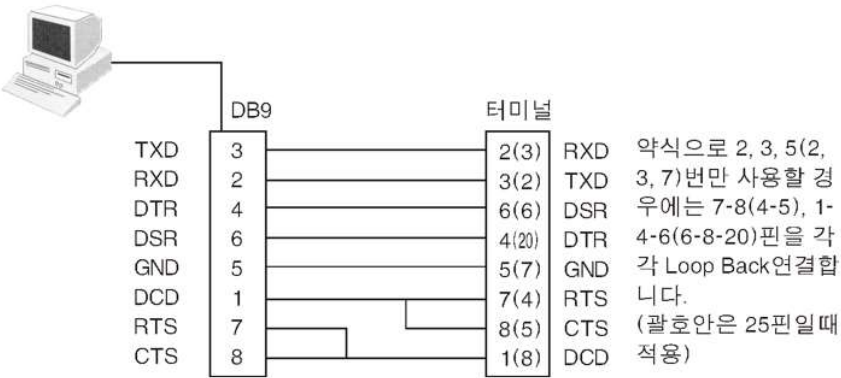 DB9 터미널
TXD 3 2(3) RXD
RXD 2 3(2) TXD
DTR 4 6(6) DSR
DSR 6 4(20) DTR
GND 5 5(7) GND
DCD 1 7(4) RTS
RTS 7 8(5) CTS
CTS 8 1(8) DCD
약식으로 2, 3, 5(2,
3, 7)번만 사용할 경
우에는 7-8(4-5), 1-
4-6(6-8-20)핀을 각
각 Loop Back연결합
니다.
(괄호안은 25핀일때
적용)